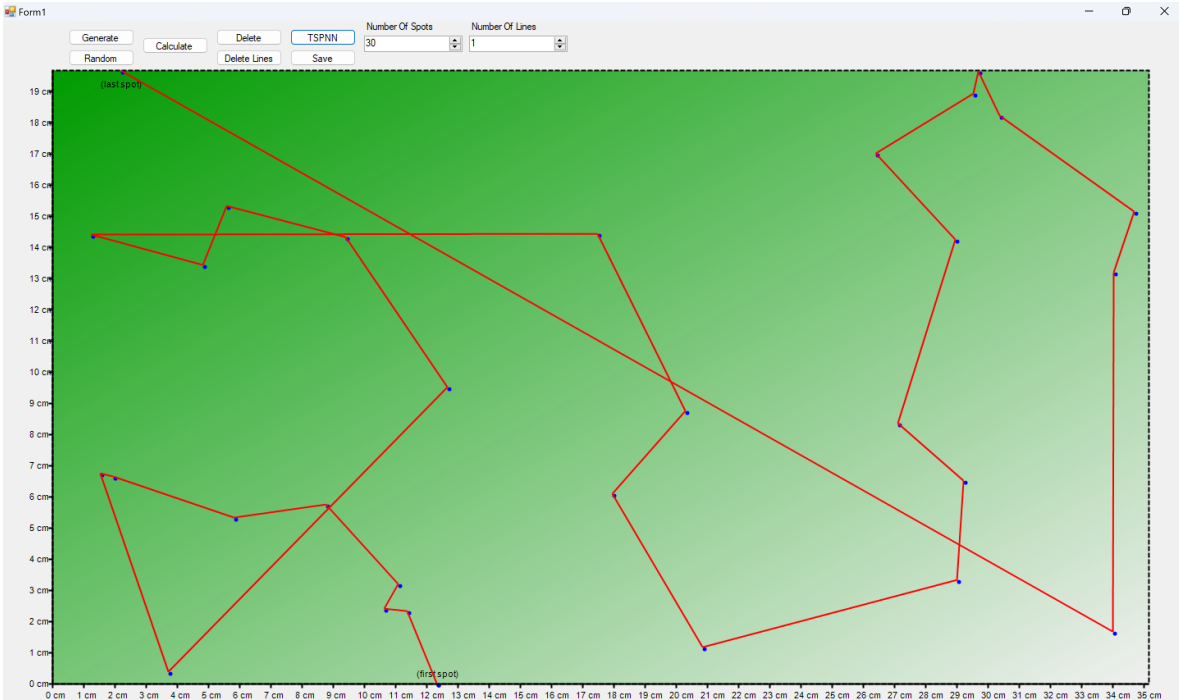 Form1
Number Of Spots Number Of Lines
Generate Calculate Delete TSPNN 30 1
Random Delete Lines Save
(last spot)
19 cm
18 cm
17 cm
16 cm
15 cm
14 cm
13 cm
12 cm
11 cm
10 cm
9 cm
8 cm
7 cm
6 cm
5 cm
4 cm
3 cm
2 cm
1 cm
(first spot)
0 cm
0 cm 1 cm 2 cm 3 cm 4 cm 5 cm 6 cm 7 cm 8 cm 9 cm 10 cm 11 cm 12 cm 13 cm 14 cm 15 cm 16 cm 17 cm 18 cm 19 cm 20 cm 21 cm 22 cm 23 cm 24 cm 25 cm 26 cm 27 cm 28 cm 29 cm 30 cm 31 cm 32 cm 33 cm 34 cm 35 cm